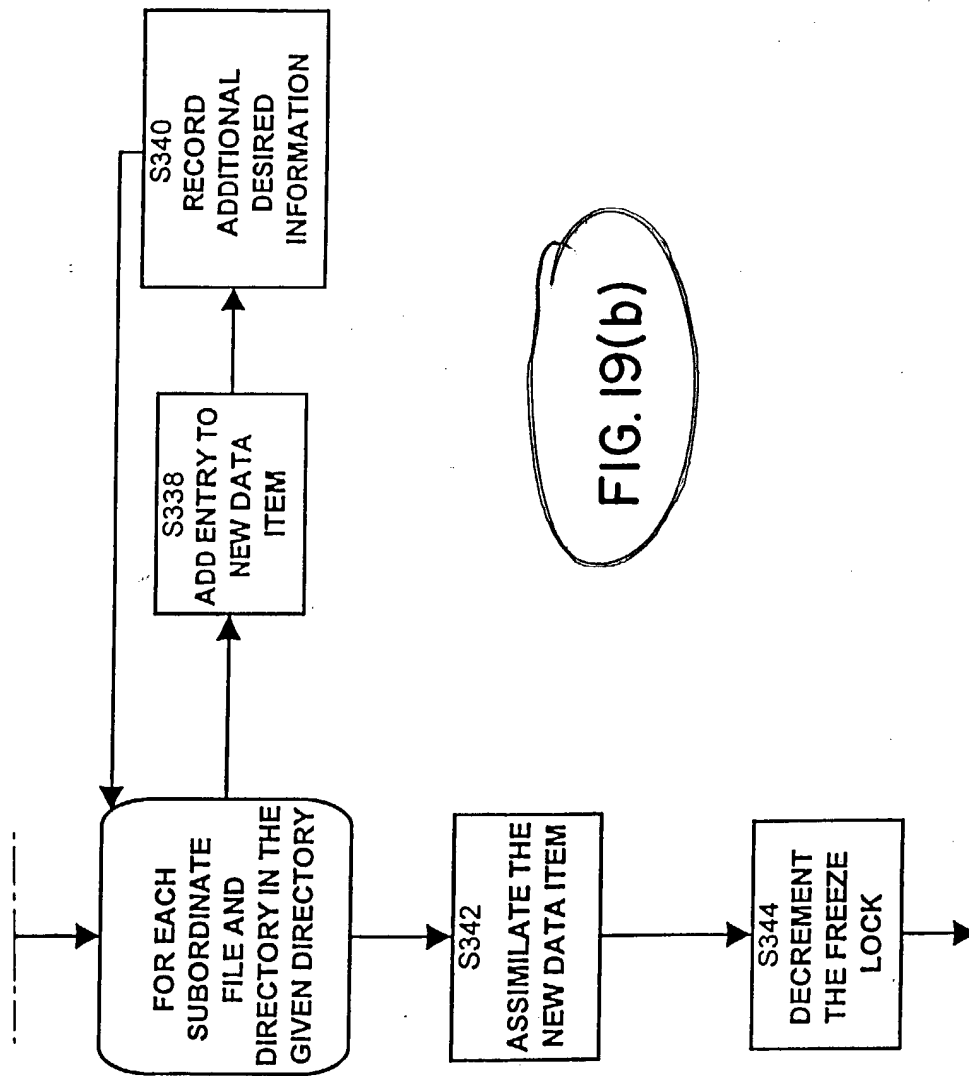 FOR EACH
SUBORDINATE
FILE AND
DIRECTORY IN THE
GIVEN DIRECTORY
S338
ADD ENTRY TO
NEW DATA
ITEM
S340
RECORD
ADDITIONAL
DESIRED
INFORMATION
S342
ASSIMILATE THE
NEW DATA ITEM
S344
DECREMENT
THE FREEZE
LOCK
FIG. 19(b)